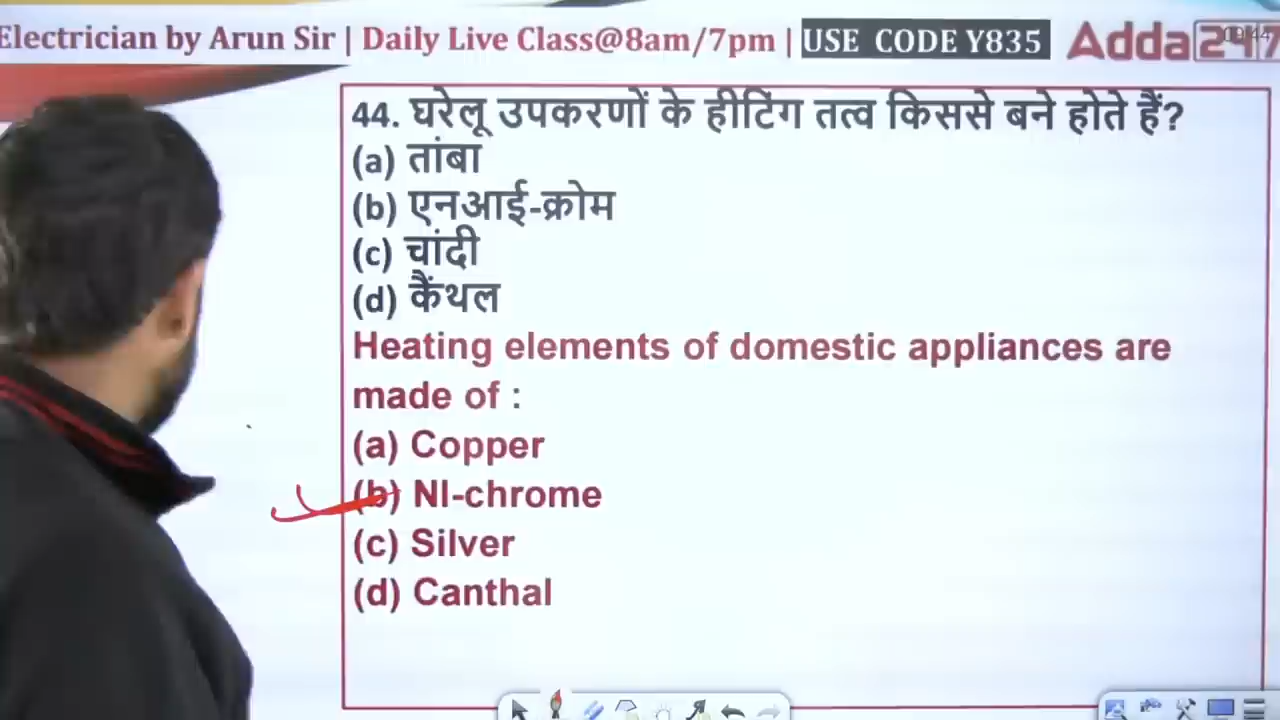 Electrician by Arun Sir | Daily Live Class@8am/7pm | USE CODE Y835 Adda247
44. घरेलू उपकरणों के हीटिंग तत्व किससे बने होते हैं?
(a) तांबा
(b) एनआई-क्रोम
(c) चांदी
(d) कैंथल
Heating elements of domestic appliances are
made of :
(a) Copper
(b) NI-chrome
(c) Silver
(d) Canthal